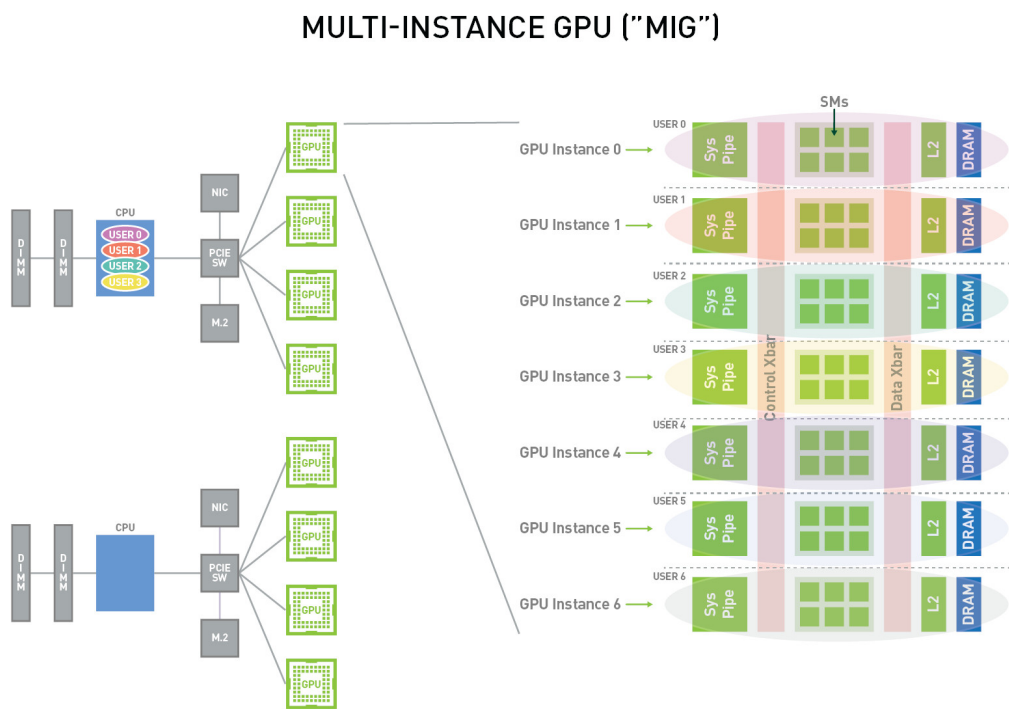 MULTI-INSTANCE GPU ("MIG")
DIMM
DIMM
CPU
USER 0
USER 1
USER 2
USER 3
NIC
PCIE
SW
M.2
GPU
GPU
GPU
GPU
DIMM
DIMM
CPU
NIC
PCIE
SW
M.2
GPU
GPU
GPU
GPU
SMs
GPU Instance 0
USER 0
Sys
Pipe
L2
DRAM
GPU Instance 1
USER 1
Sys
Pipe
L2
DRAM
GPU Instance 2
USER 2
Sys
Pipe
L2
DRAM
GPU Instance 3
USER 3
Sys
Pipe
L2
DRAM
Control Xbar
Data Xbar
GPU Instance 4
USER 4
Sys
Pipe
L2
DRAM
GPU Instance 5
USER 5
Sys
Pipe
L2
DRAM
GPU Instance 6
USER 6
Sys
Pipe
L2
DRAM